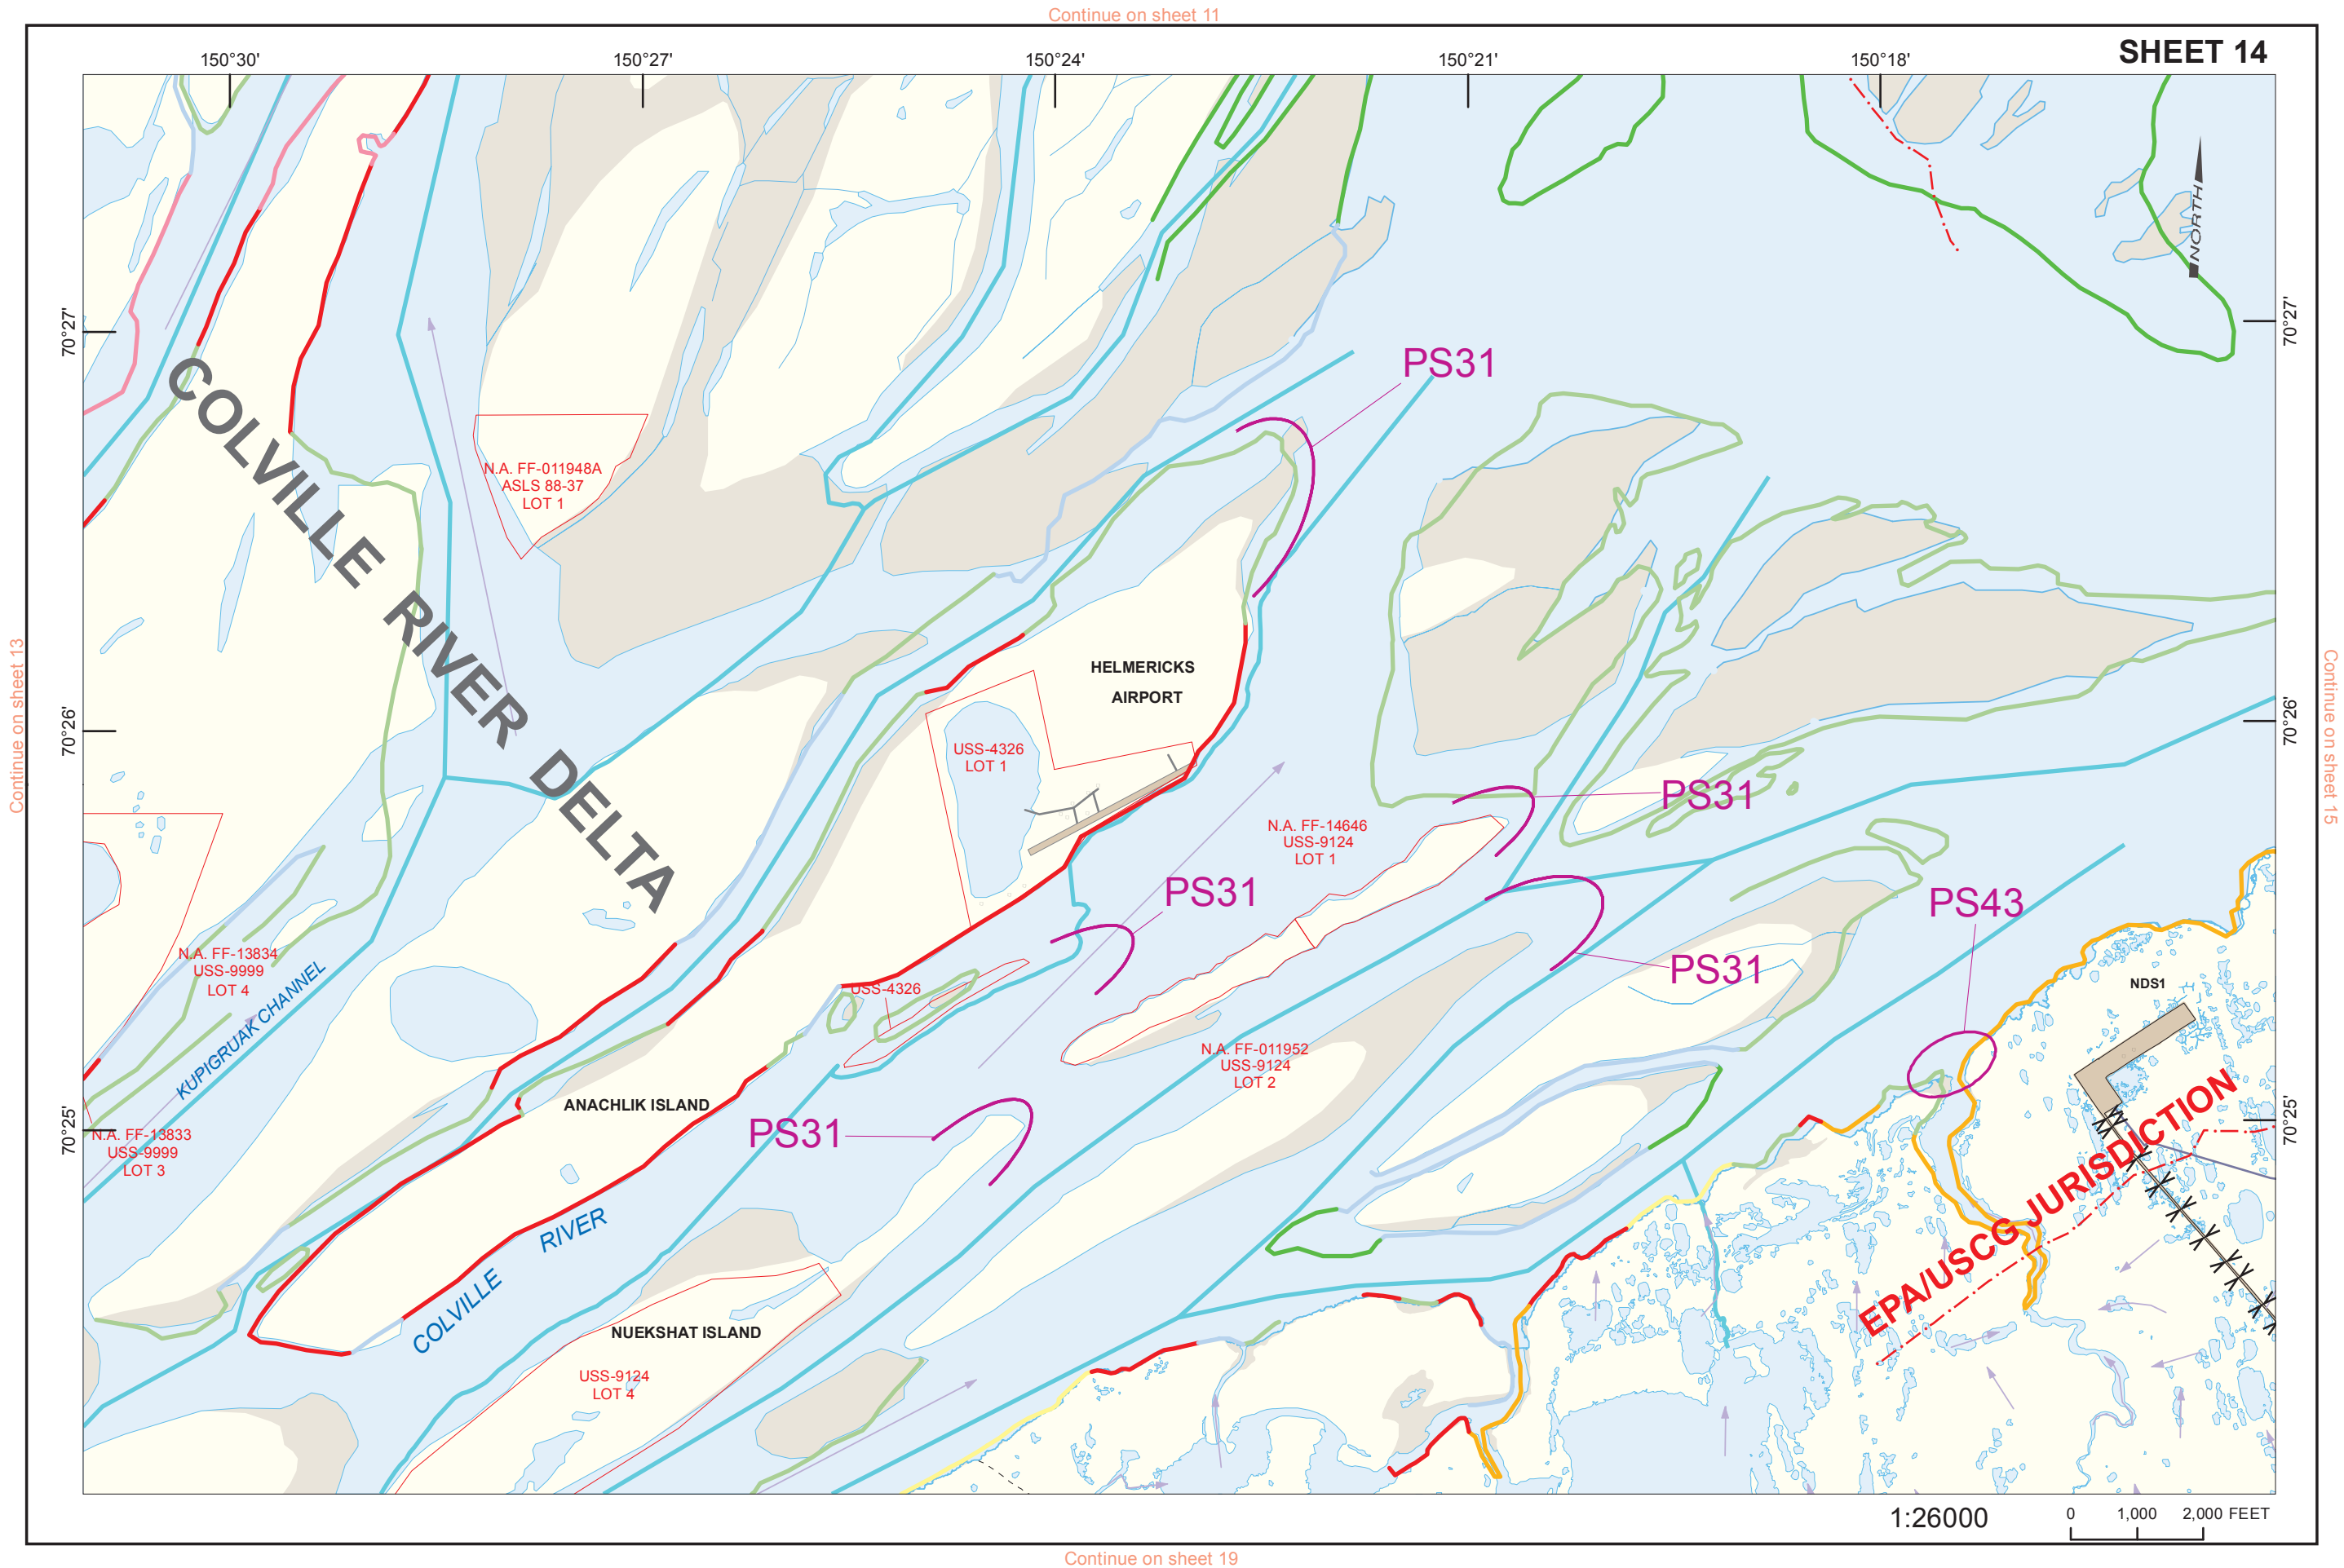 Continue on sheet 11
SHEET 14
150°30'
150°27'
150°24'
150°21'
150°18'
NORTH
70°27'
70°27'
PS31
COLVILLE RIVER DELTA
N.A. FF-011948A
ASLS 88-37
LOT 1
Continue on sheet 13
Continue on sheet 15
HELMERICKS
AIRPORT
70°26'
70°26'
USS-4326
LOT 1
PS31
N.A. FF-14646
USS-9124
LOT 1
PS31
PS43
N.A. FF-13834
USS-9999
LOT 4
PS31
NDS1
USS-4326
KUPIGRUAK CHANNEL
N.A. FF-011952
USS-9124
LOT 2
ANACHLIK ISLAND
PS31
70°25'
70°25'
N.A. FF-13833
USS-9999
LOT 3
EPA/USCG JURISDICTION
COLVILLE RIVER
NUEKSHAT ISLAND
USS-9124
LOT 4
1:26000
0 1,000 2,000 FEET
Continue on sheet 19